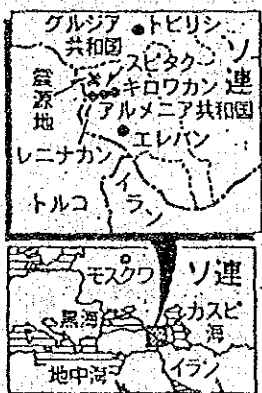 グルジア共和国
トビリシ
ソ連
スピタク
震源地
キロワカン
アルメニア共和国
エレバン
レニナカン
トルコ
イラン
モスクワ
ソ連
黒海
カスピ海
地中海
イラン